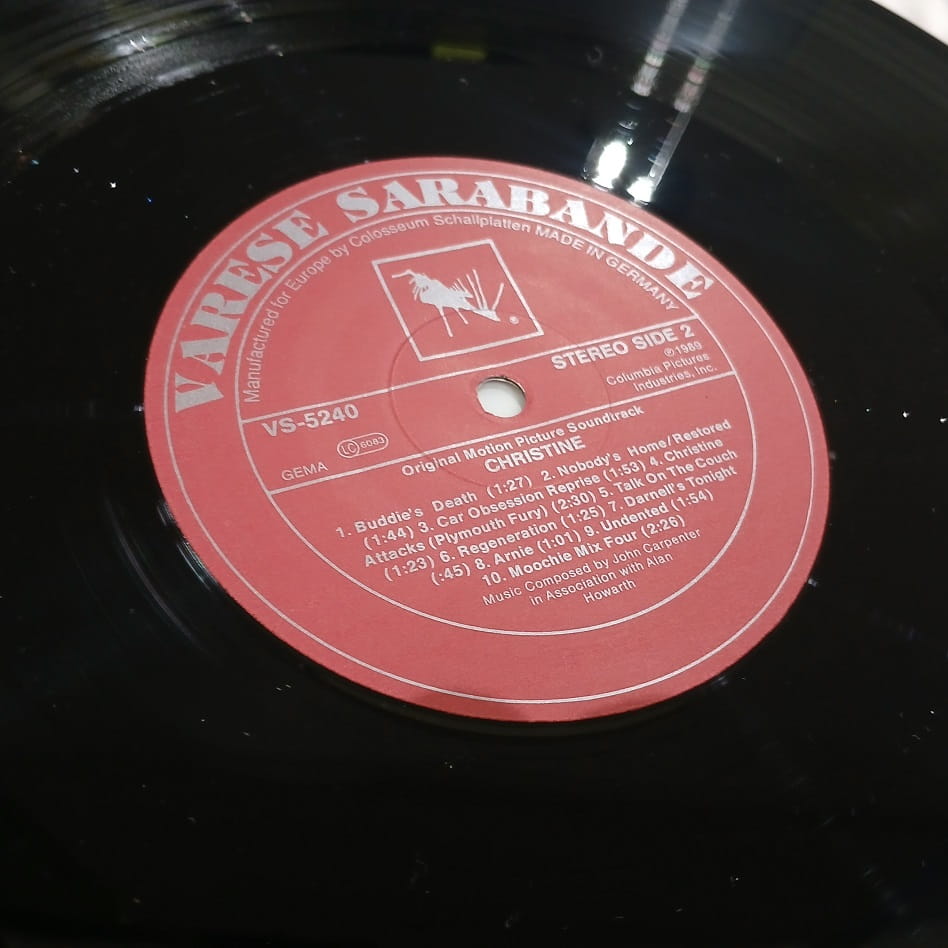 VARESE SARABANDE
Manufactured for Europe by Colosseum Schallplatten MADE IN GERMANY
®
STEREO SIDE 2
℗1989
Columbia Pictures
Industries, Inc.
VS-5240
GEMA LC 6083
Original Motion Picture Soundtrack
CHRISTINE
1. Buddie's Death (1:27) 2. Nobody's Home/Restored
(1:44) 3. Car Obsession Reprise (1:53) 4. Christine
Attacks (Plymouth Fury) (2:30) 5. Talk On The Couch
(1:23) 6. Regeneration (1:25) 7. Darnell's Tonight
(:45) 8. Arnie (1:01) 9. Undented (1:54)
10. Moochie Mix Four (2:26)
Music Composed by John Carpenter
in Association with Alan
Howarth